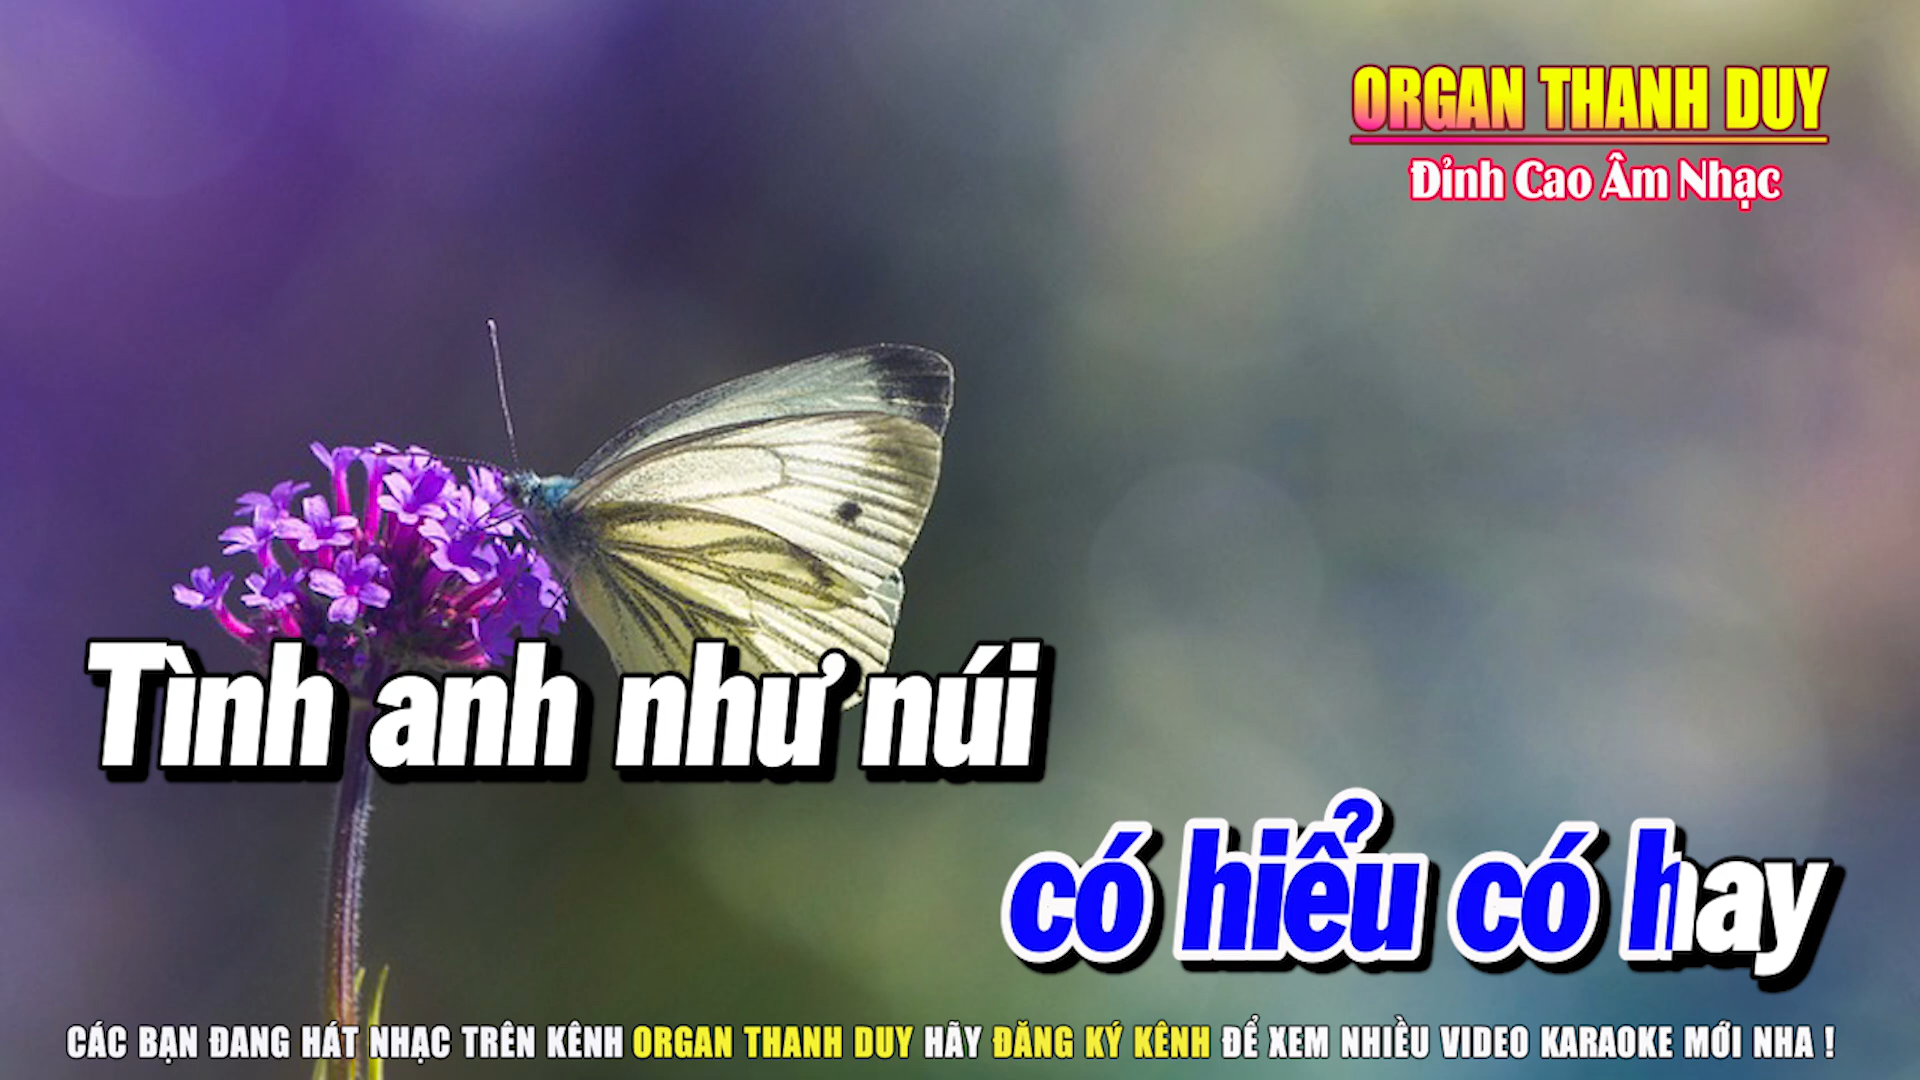 ORGAN THANH DUY
Đỉnh Cao Âm Nhạc
Tình anh như núi
có hiểu có hay
CÁC BẠN ĐANG HÁT NHẠC TRÊN KÊNH ORGAN THANH DUY HÃY ĐĂNG KÝ KÊNH ĐỂ XEM NHIỀU VIDEO KARAOKE MỚI NHA !